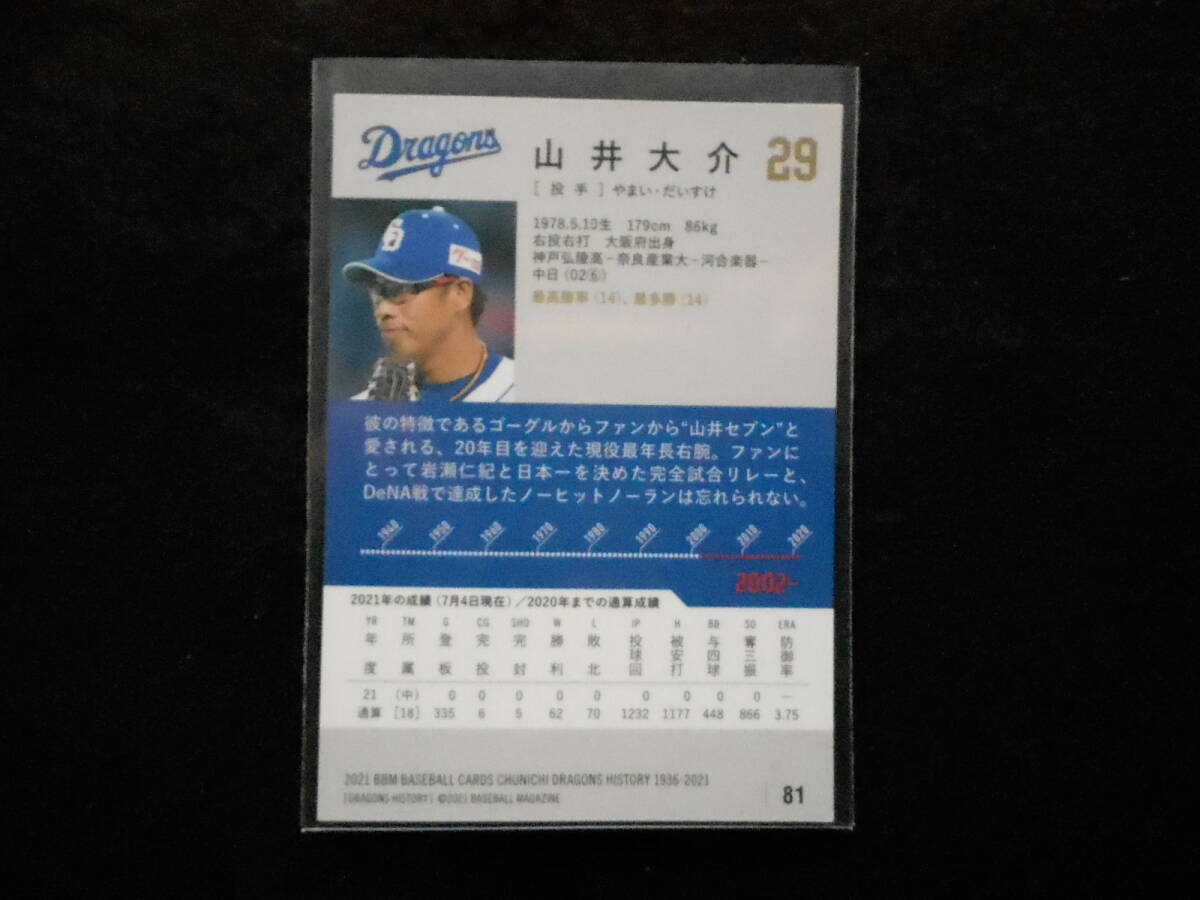 Dragons
山井大介 29
[投手] やまい・だいすけ
1978.5.10生 179cm 86kg
右投右打 大阪府出身
神戸弘陵高－奈良産業大－河合楽器－
中日 (02⑥)
最高勝率 (14)、最多勝 (14)
彼の特徴であるゴーグルからファンから“山井セブン”と
愛される、20年目を迎えた現役最年長右腕。ファンに
とって岩瀬仁紀と日本一を決めた完全試合リレーと、
DeNA戦で達成したノーヒットノーランは忘れられない。
1940 1950 1960 1970 1980 1990 2000 2010 2020
2002-
2021年の成績 (7月4日現在) ／2020年までの通算成績
YR TM G CG SHO W L IP H BB SO ERA
年度 所属 登板 完投 完封 勝利 敗北 投球回 被安打 与四球 奪三振 防御率
21 (中) 0 0 0 0 0 0 0 0 0 —
通算 [18] 335 6 5 62 70 1232 1177 448 866 3.75
2021 BBM BASEBALL CARDS CHUNICHI DRAGONS HISTORY 1936-2021
[DRAGONS HISTORY] ©2021 BASEBALL MAGAZINE
81